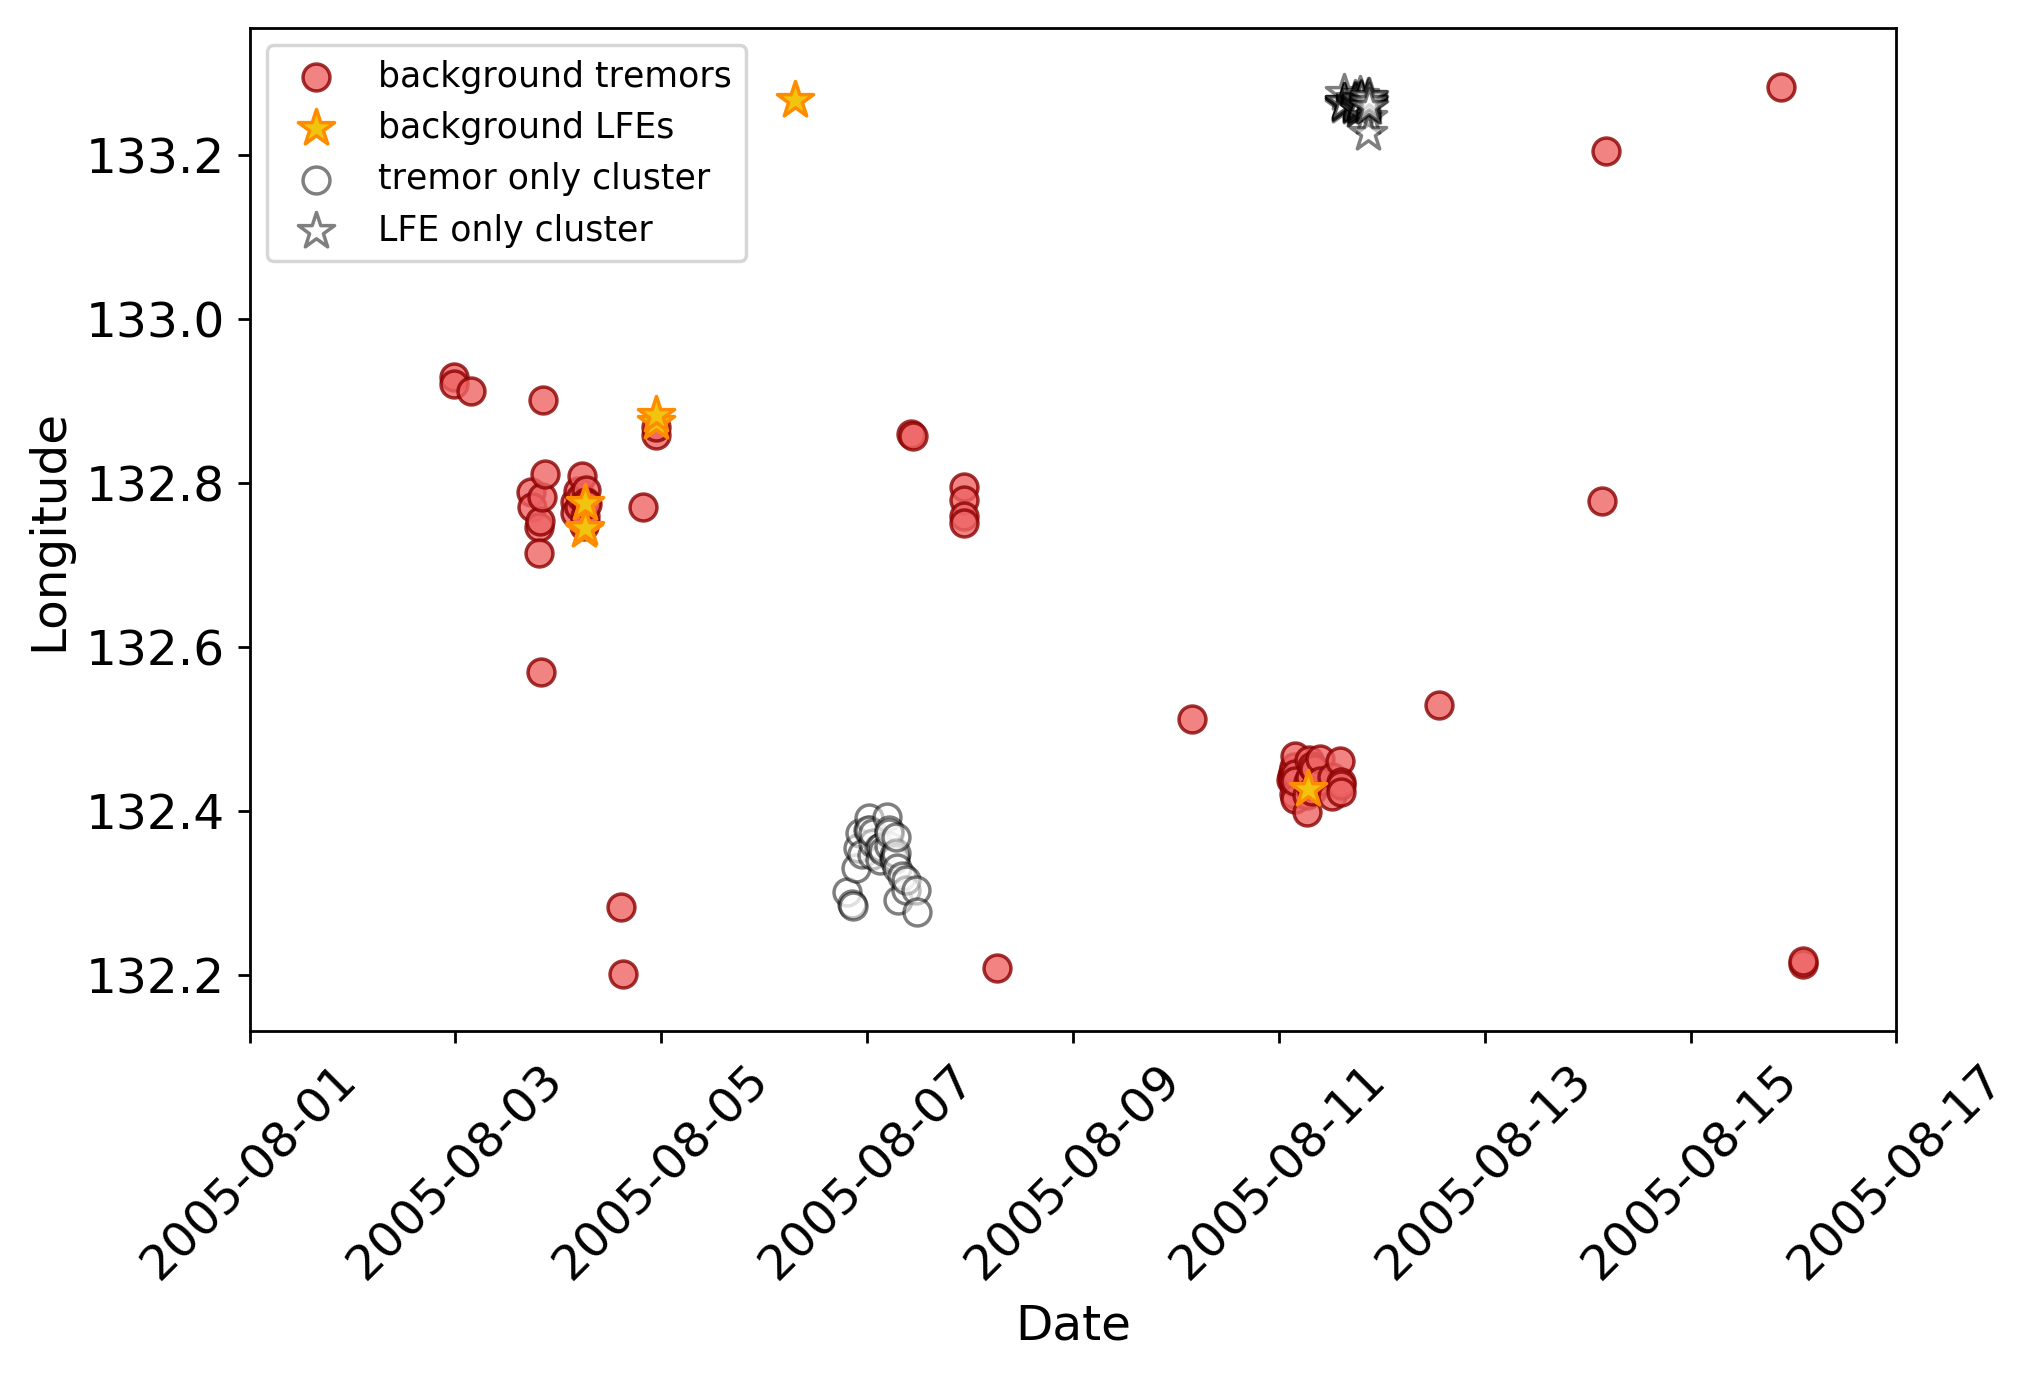 background tremors
background LFEs
tremor only cluster
LFE only cluster
133.2
133.0
132.8
132.6
132.4
132.2
Longitude
2005-08-01
2005-08-03
2005-08-05
2005-08-07
2005-08-09
2005-08-11
2005-08-13
2005-08-15
2005-08-17
Date